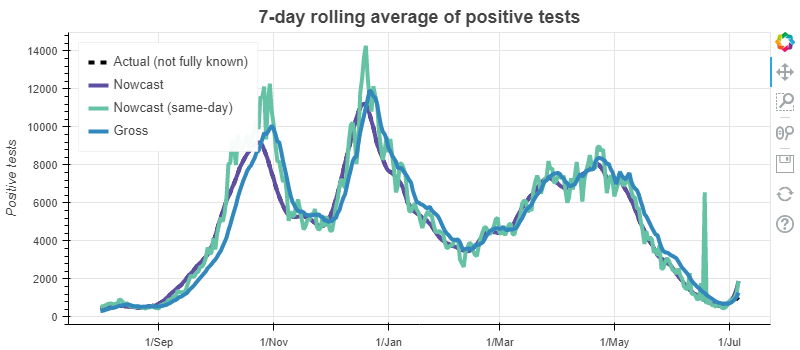 7-day rolling average of positive tests
14000
12000
10000
8000
6000
4000
2000
0
Positive tests
Actual (not fully known)
Nowcast
Nowcast (same-day)
Gross
1/Sep
1/Nov
1/Jan
1/Mar
1/May
1/Jul